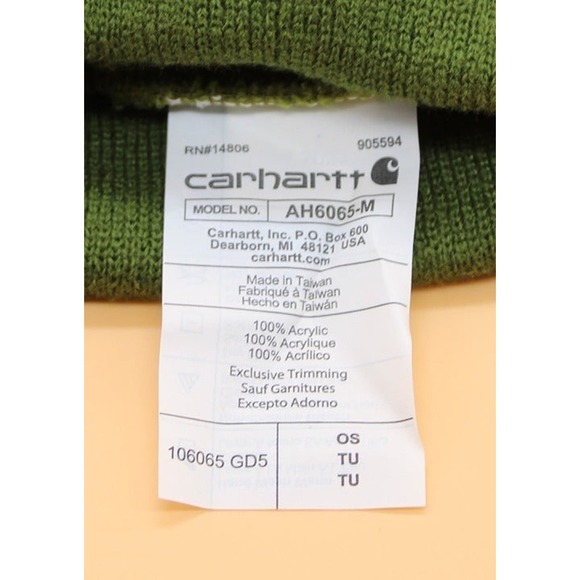 RN#14806 905594
carhartt
MODEL NO. AH6065-M
Carhartt, Inc. P.O. Box 600
Dearborn, MI 48121 USA
carhartt.com
Made in Taiwan
Fabriqué à Taiwan
Hecho en Taiwán
100% Acrylic
100% Acrylique
100% Acrílico
Exclusive Trimming
Sauf Garnitures
Excepto Adorno
106065 GD5
OS
TU
TU